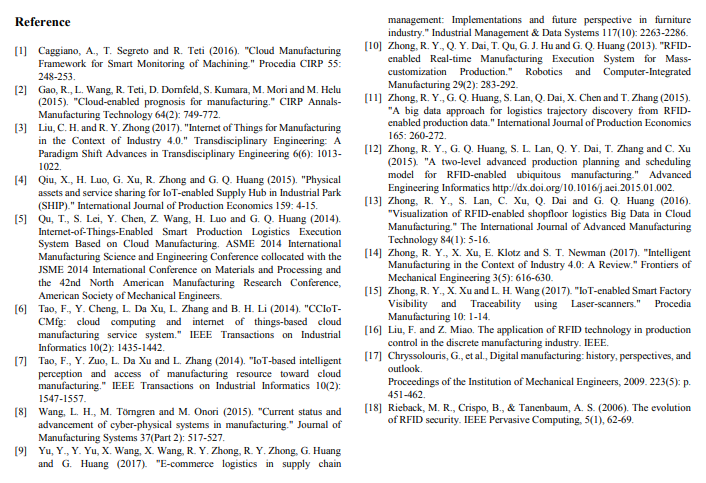 Reference
[1] Caggiano, A., T. Segreto and R. Teti (2016). "Cloud Manufacturing
Framework for Smart Monitoring of Machining." Procedia CIRP 55:
248-253.
[2] Gao, R., L. Wang, R. Teti, D. Dornfeld, S. Kumara, M. Mori and M. Helu
(2015). "Cloud-enabled prognosis for manufacturing." CIRP Annals-
Manufacturing Technology 64(2): 749-772.
[3] Liu, C. H. and R. Y. Zhong (2017). "Internet of Things for Manufacturing
in the Context of Industry 4.0." Transdisciplinary Engineering: A
Paradigm Shift Advances in Transdisciplinary Engineering 6(6): 1013-
1022.
[4] Qiu, X., H. Luo, G. Xu, R. Zhong and G. Q. Huang (2015). "Physical
assets and service sharing for IoT-enabled Supply Hub in Industrial Park
(SHIP)." International Journal of Production Economics 159: 4-15.
[5] Qu, T., S. Lei, Y. Chen, Z. Wang, H. Luo and G. Q. Huang (2014).
Internet-of-Things-Enabled Smart Production Logistics Execution
System Based on Cloud Manufacturing. ASME 2014 International
Manufacturing Science and Engineering Conference collocated with the
JSME 2014 International Conference on Materials and Processing and
the 42nd North American Manufacturing Research Conference,
American Society of Mechanical Engineers.
[6] Tao, F., Y. Cheng, L. Da Xu, L. Zhang and B. H. Li (2014). "CCIoT-
CMfg: cloud computing and internet of things-based cloud
manufacturing service system." IEEE Transactions on Industrial
Informatics 10(2): 1435-1442.
[7] Tao, F., Y. Zuo, L. Da Xu and L. Zhang (2014). "IoT-based intelligent
perception and access of manufacturing resource toward cloud
manufacturing." IEEE Transactions on Industrial Informatics 10(2):
1547-1557.
[8] Wang, L. H., M. Törngren and M. Onori (2015). "Current status and
advancement of cyber-physical systems in manufacturing." Journal of
Manufacturing Systems 37(Part 2): 517-527.
[9] Yu, Y., Y. Yu, X. Wang, X. Wang, R. Y. Zhong, R. Y. Zhong, G. Huang
and G. Huang (2017). "E-commerce logistics in supply chain
management: Implementations and future perspective in furniture
industry." Industrial Management & Data Systems 117(10): 2263-2286.
[10] Zhong, R. Y., Q. Y. Dai, T. Qu, G. J. Hu and G. Q. Huang (2013). "RFID-
enabled Real-time Manufacturing Execution System for Mass-
customization Production." Robotics and Computer-Integrated
Manufacturing 29(2): 283-292.
[11] Zhong, R. Y., G. Q. Huang, S. Lan, Q. Dai, X. Chen and T. Zhang (2015).
"A big data approach for logistics trajectory discovery from RFID-
enabled production data." International Journal of Production Economics
165: 260-272.
[12] Zhong, R. Y., G. Q. Huang, S. L. Lan, Q. Y. Dai, T. Zhang and C. Xu
(2015). "A two-level advanced production planning and scheduling
model for RFID-enabled ubiquitous manufacturing." Advanced
Engineering Informatics http://dx.doi.org/10.1016/j.aei.2015.01.002.
[13] Zhong, R. Y., S. Lan, C. Xu, Q. Dai and G. Q. Huang (2016).
"Visualization of RFID-enabled shopfloor logistics Big Data in Cloud
Manufacturing." The International Journal of Advanced Manufacturing
Technology 84(1): 5-16.
[14] Zhong, R. Y., X. Xu, E. Klotz and S. T. Newman (2017). "Intelligent
Manufacturing in the Context of Industry 4.0: A Review." Frontiers of
Mechanical Engineering 3(5): 616-630.
[15] Zhong, R. Y., X. Xu and L. H. Wang (2017). "IoT-enabled Smart Factory
Visibility and Traceability using Laser-scanners." Procedia
Manufacturing 10: 1-14.
[16] Liu, F. and Z. Miao. The application of RFID technology in production
control in the discrete manufacturing industry. IEEE.
[17] Chryssolouris, G., et al., Digital manufacturing: history, perspectives, and
outlook.
Proceedings of the Institution of Mechanical Engineers, 2009. 223(5): p.
451-462.
[18] Rieback, M. R., Crispo, B., & Tanenbaum, A. S. (2006). The evolution
of RFID security. IEEE Pervasive Computing, 5(1), 62-69.